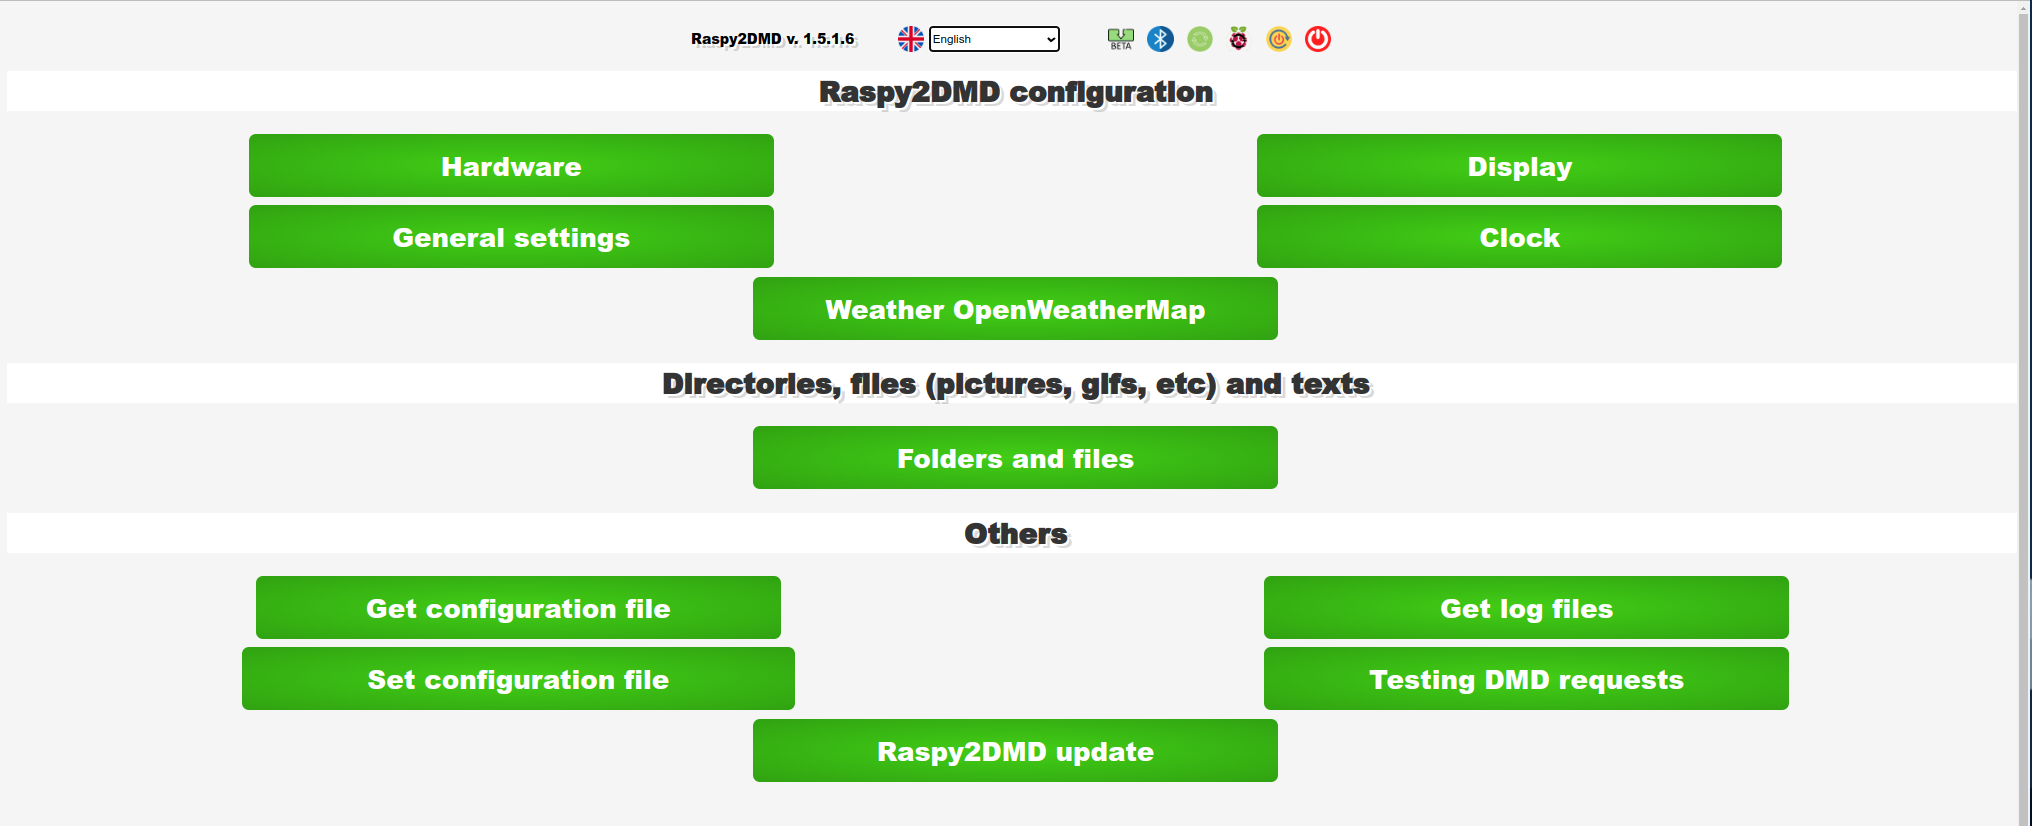 Raspy2DMD v. 1.5.1.6 English BETA
Raspy2DMD configuration
Hardware Display
General settings Clock
Weather OpenWeatherMap
Directories, files (pictures, gifs, etc) and texts
Folders and files
Others
Get configuration file Get log files
Set configuration file Testing DMD requests
Raspy2DMD update